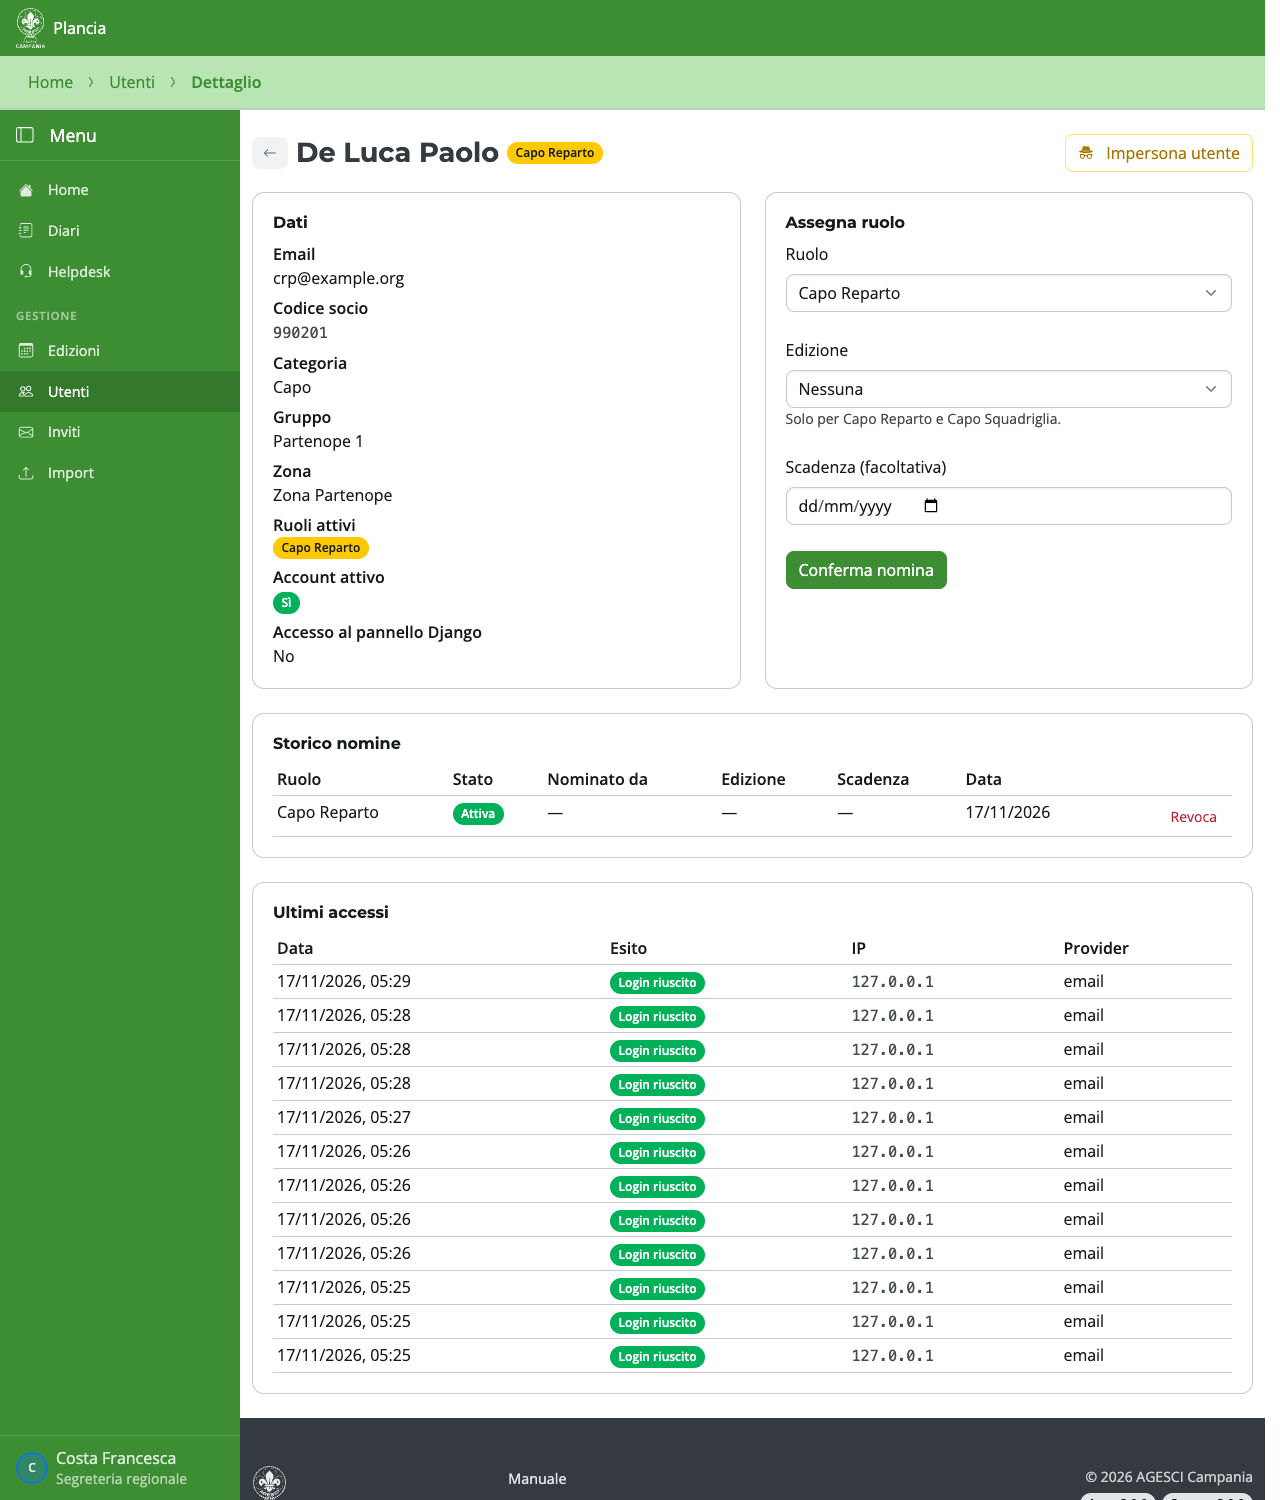 CAMPANIA
Plancia
Home > Utenti > Dettaglio
Menu
Home
Diari
Helpdesk
GESTIONE
Edizioni
Utenti
Inviti
Import
De Luca Paolo Capo Reparto
Impersona utente
Dati
Email
crp@example.org
Codice socio
990201
Categoria
Capo
Gruppo
Partenope 1
Zona
Zona Partenope
Ruoli attivi
Capo Reparto
Account attivo
Sì
Accesso al pannello Django
No
Assegna ruolo
Ruolo
Capo Reparto
Edizione
Nessuna
Solo per Capo Reparto e Capo Squadriglia.
Scadenza (facoltativa)
dd/mm/yyyy
Conferma nomina
Storico nomine
Ruolo Stato Nominato da Edizione Scadenza Data
Capo Reparto Attiva — — — 17/11/2026 Revoca
Ultimi accessi
Data Esito IP Provider
17/11/2026, 05:29 Login riuscito 127.0.0.1 email
17/11/2026, 05:28 Login riuscito 127.0.0.1 email
17/11/2026, 05:28 Login riuscito 127.0.0.1 email
17/11/2026, 05:28 Login riuscito 127.0.0.1 email
17/11/2026, 05:27 Login riuscito 127.0.0.1 email
17/11/2026, 05:26 Login riuscito 127.0.0.1 email
17/11/2026, 05:26 Login riuscito 127.0.0.1 email
17/11/2026, 05:26 Login riuscito 127.0.0.1 email
17/11/2026, 05:26 Login riuscito 127.0.0.1 email
17/11/2026, 05:25 Login riuscito 127.0.0.1 email
17/11/2026, 05:25 Login riuscito 127.0.0.1 email
17/11/2026, 05:25 Login riuscito 127.0.0.1 email
C
Costa Francesca
Segreteria regionale
Manuale
© 2026 AGESCI Campania